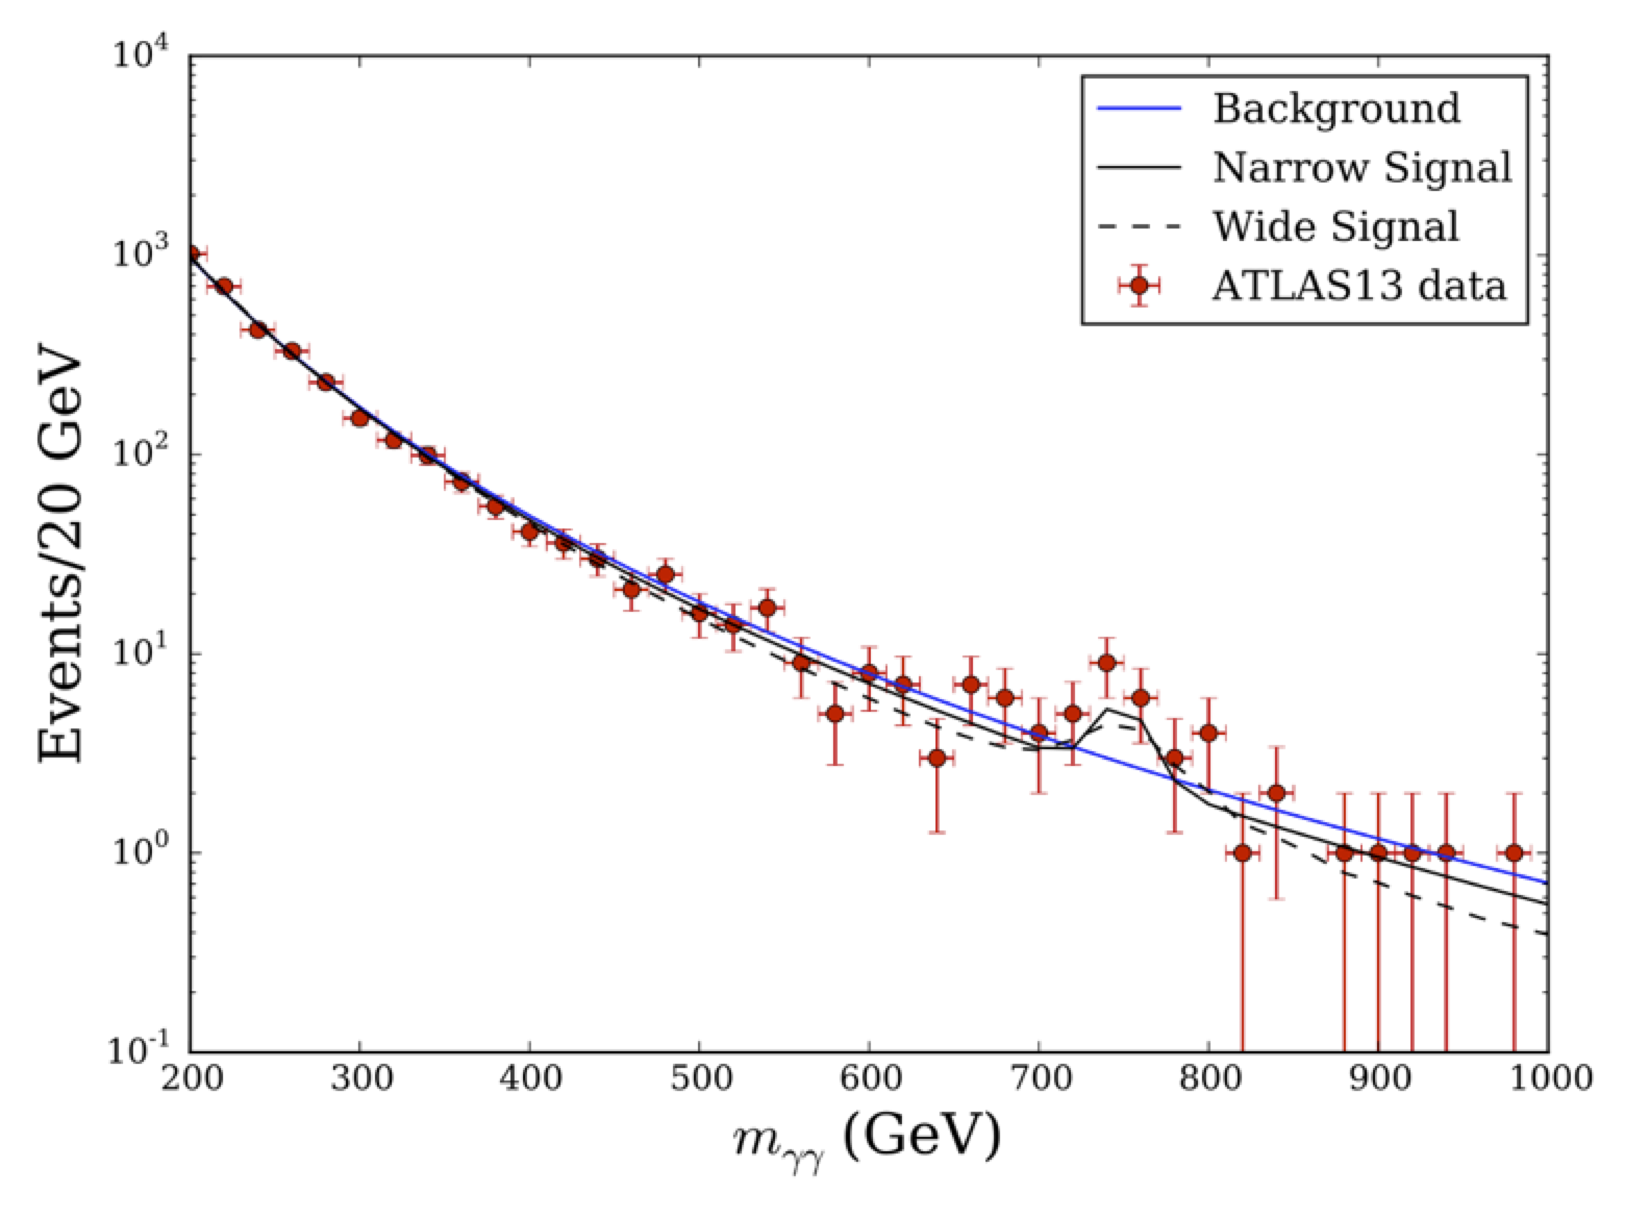 10^4
10^3
10^2
10^1
10^0
10^-1
Events/20 GeV
Background
Narrow Signal
Wide Signal
ATLAS13 data
200 300 400 500 600 700 800 900 1000
m_γγ (GeV)